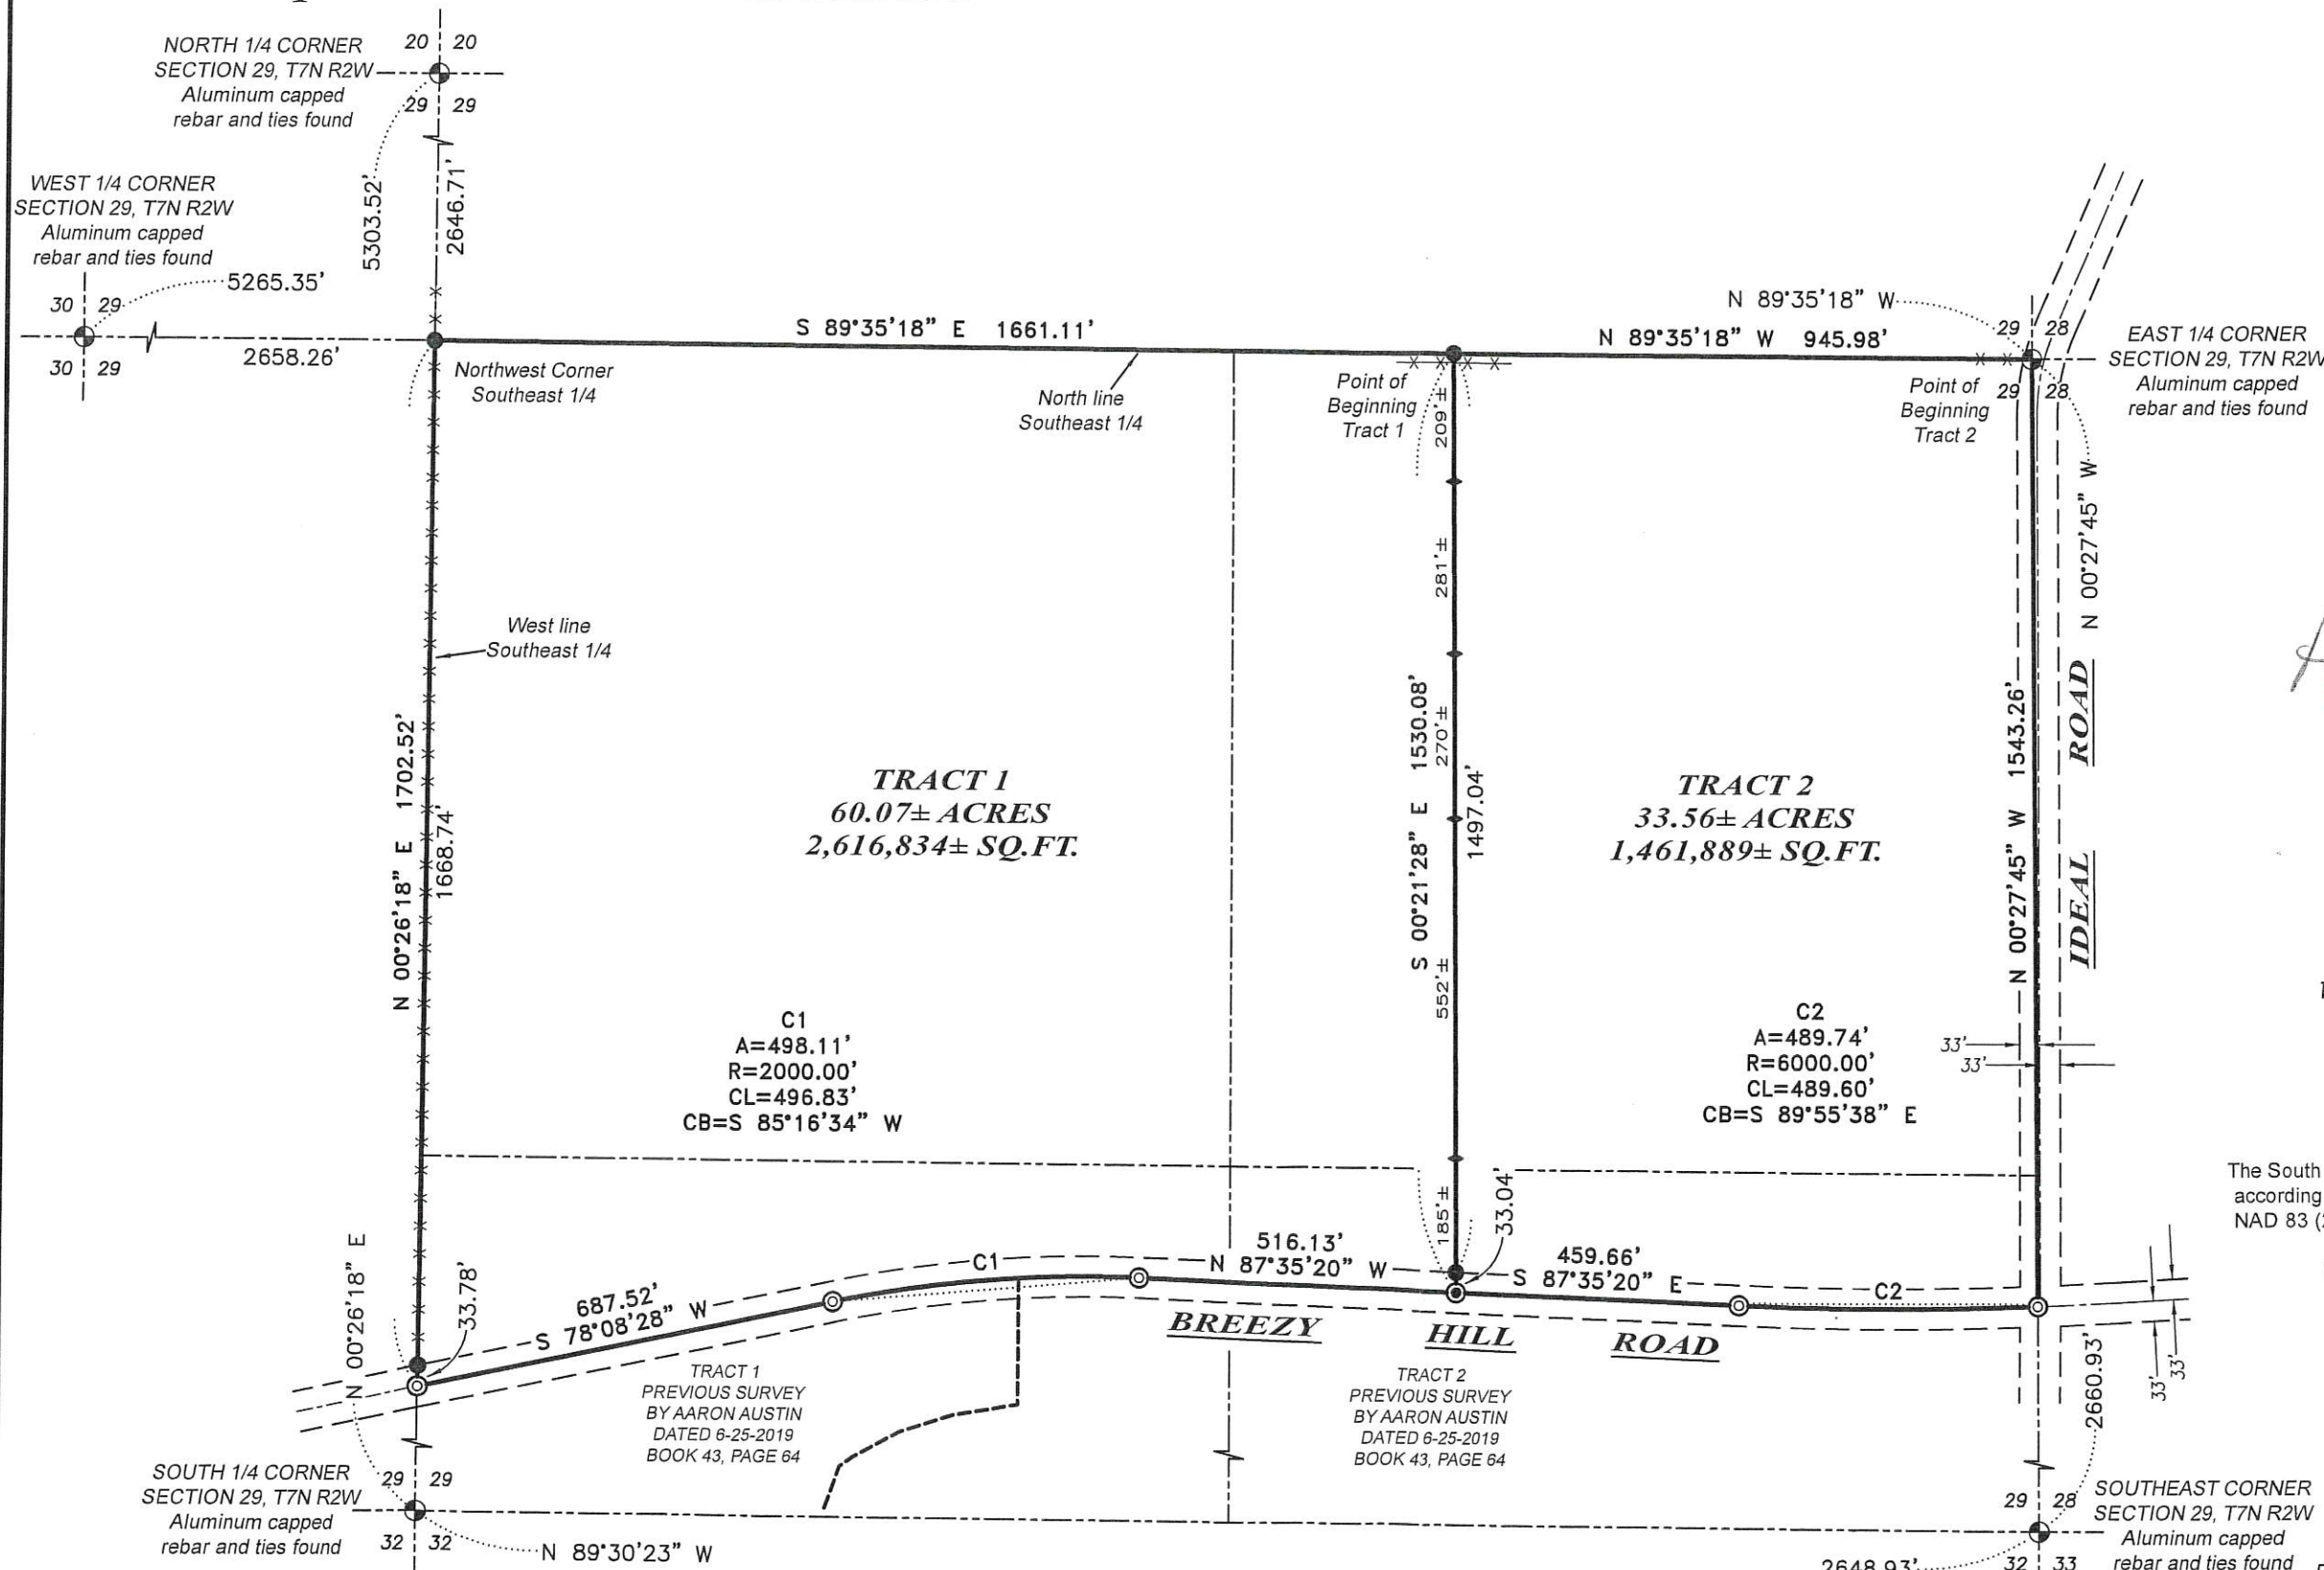 NORTH 1/4 CORNER
SECTION 29, T7N R2W
Aluminum capped
rebar and ties found
20 20
29 29
5303.52'
2646.71'
WEST 1/4 CORNER
SECTION 29, T7N R2W
Aluminum capped
rebar and ties found
5265.35'
30 29
30 29
2658.26'
Northwest Corner
Southeast 1/4
S 89°35'18" E 1661.11'
North line
Southeast 1/4
N 89°35'18" W
N 89°35'18" W 945.98'
Point of
Beginning
Tract 1
Point of
Beginning
Tract 2
29 28
29 28
EAST 1/4 CORNER
SECTION 29, T7N R2W
Aluminum capped
rebar and ties found
209'±
281'±
270'±
552'±
185'±
S 00°21'28" E 1530.08'
1497.04'
33.04'
West line
Southeast 1/4
N 00°26'18" E 1702.52'
1668.74'
TRACT 1
60.07± ACRES
2,616,834± SQ.FT.
TRACT 2
33.56± ACRES
1,461,889± SQ.FT.
N 00°27'45" W 1543.26'
N 00°27'45" W
IDEAL ROAD
C1
A=498.11'
R=2000.00'
CL=496.83'
CB=S 85°16'34" W
C2
A=489.74'
R=6000.00'
CL=489.60'
CB=S 89°55'38" E
33'
33'
The South
according
NAD 83 (
N 00°26'18" E
33.78'
687.52'
S 78°08'28" W
C1
516.13'
N 87°35'20" W
459.66'
S 87°35'20" E
C2
BREEZY HILL ROAD
33'
33'
2660.93'
TRACT 1
PREVIOUS SURVEY
BY AARON AUSTIN
DATED 6-25-2019
BOOK 43, PAGE 64
TRACT 2
PREVIOUS SURVEY
BY AARON AUSTIN
DATED 6-25-2019
BOOK 43, PAGE 64
SOUTH 1/4 CORNER
SECTION 29, T7N R2W
Aluminum capped
rebar and ties found
29 29
32 32
N 89°30'23" W
29 28
32 33
SOUTHEAST CORNER
SECTION 29, T7N R2W
Aluminum capped
rebar and ties found
2648.93'